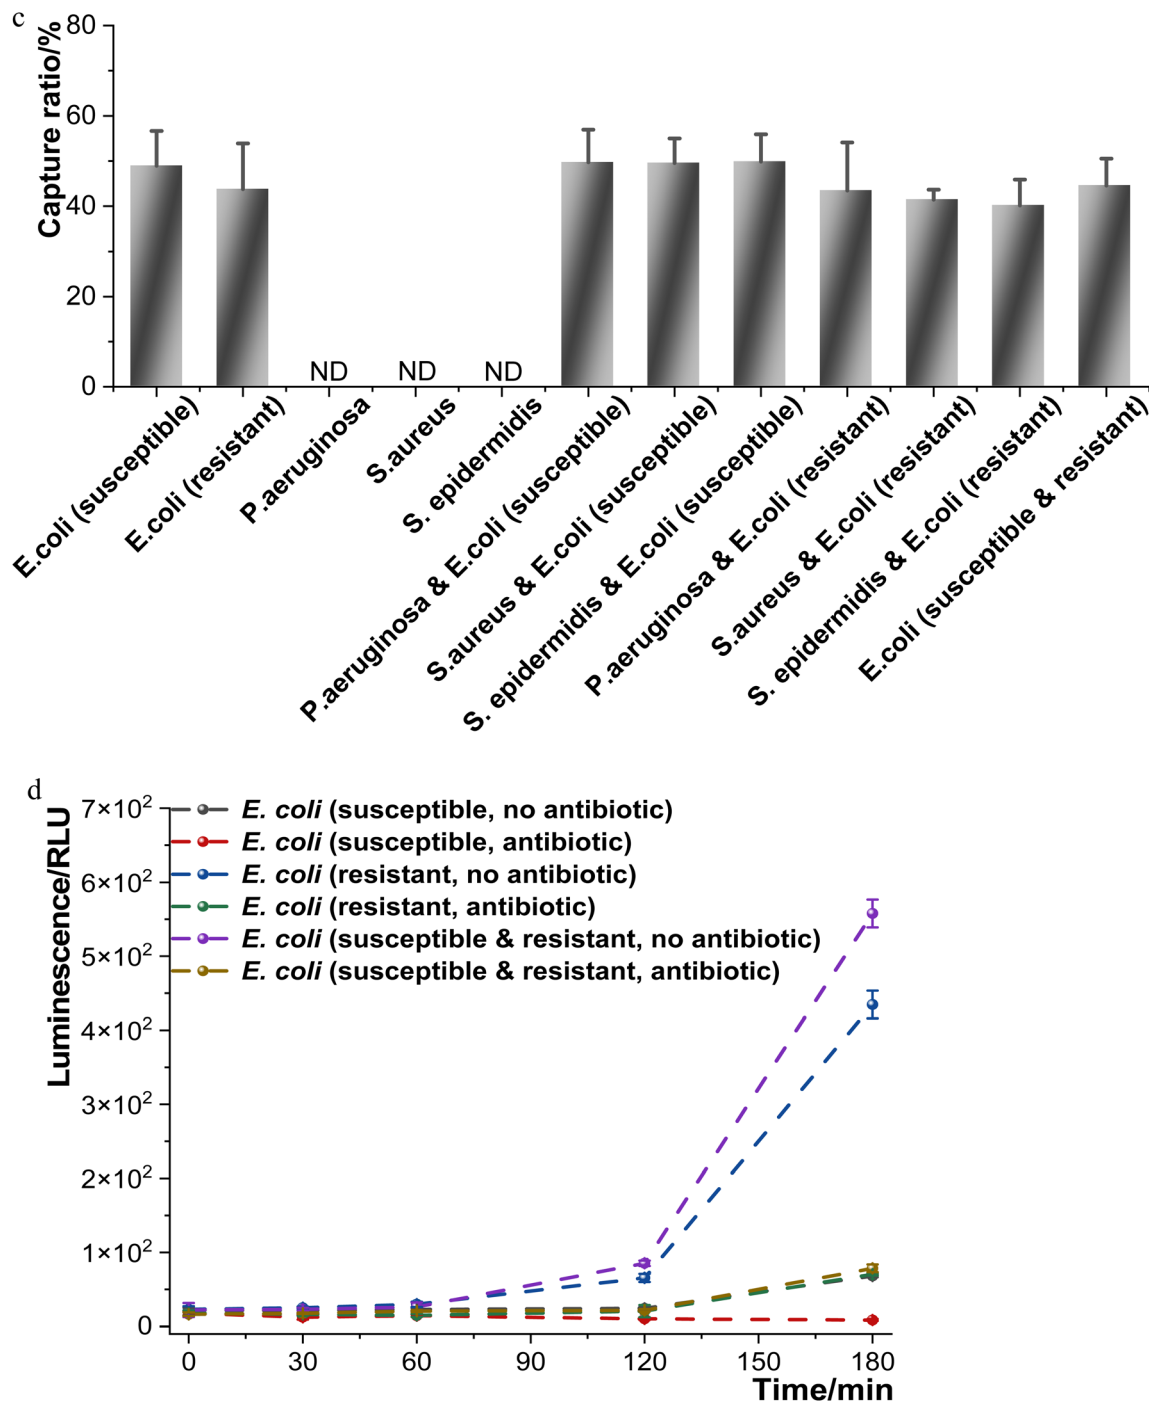 c
Capture ratio/%
80
60
40
20
0
ND
ND
ND
E.coli (susceptible)
E.coli (resistant)
P.aeruginosa
S.aureus
S. epidermidis
P.aeruginosa & E.coli (susceptible)
S.aureus & E.coli (susceptible)
S. epidermidis & E.coli (susceptible)
P.aeruginosa & E.coli (resistant)
S.aureus & E.coli (resistant)
S. epidermidis & E.coli (resistant)
E.coli (susceptible & resistant)
d
Luminescence/RLU
7×10²
6×10²
5×10²
4×10²
3×10²
2×10²
1×10²
0
E. coli (susceptible, no antibiotic)
E. coli (susceptible, antibiotic)
E. coli (resistant, no antibiotic)
E. coli (resistant, antibiotic)
E. coli (susceptible & resistant, no antibiotic)
E. coli (susceptible & resistant, antibiotic)
0 30 60 90 120 150 180
Time/min